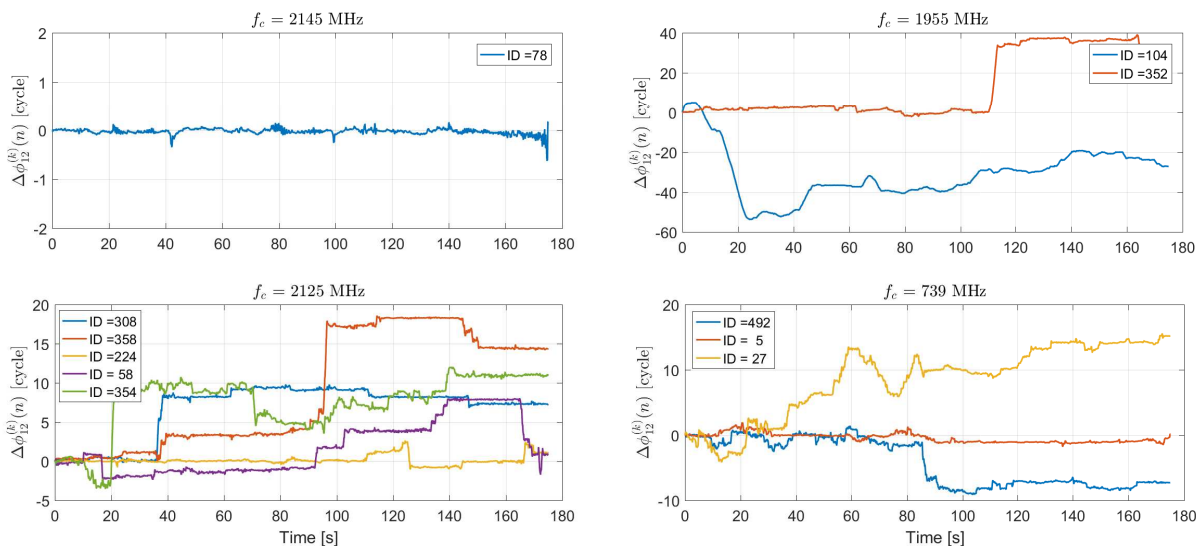 f_c = 2145 MHz
Δϕ_12^(k)(n) [cycle]
2
1
0
-1
-2
0 20 40 60 80 100 120 140 160 180
ID =78
f_c = 1955 MHz
Δϕ_12^(k)(n) [cycle]
40
20
0
-20
-40
-60
0 20 40 60 80 100 120 140 160 180
ID =104
ID =352
f_c = 2125 MHz
Δϕ_12^(k)(n) [cycle]
20
15
10
5
0
-5
0 20 40 60 80 100 120 140 160 180
Time [s]
ID =308
ID =358
ID =224
ID = 58
ID =354
f_c = 739 MHz
Δϕ_12^(k)(n) [cycle]
20
10
0
-10
0 20 40 60 80 100 120 140 160 180
Time [s]
ID =492
ID = 5
ID = 27